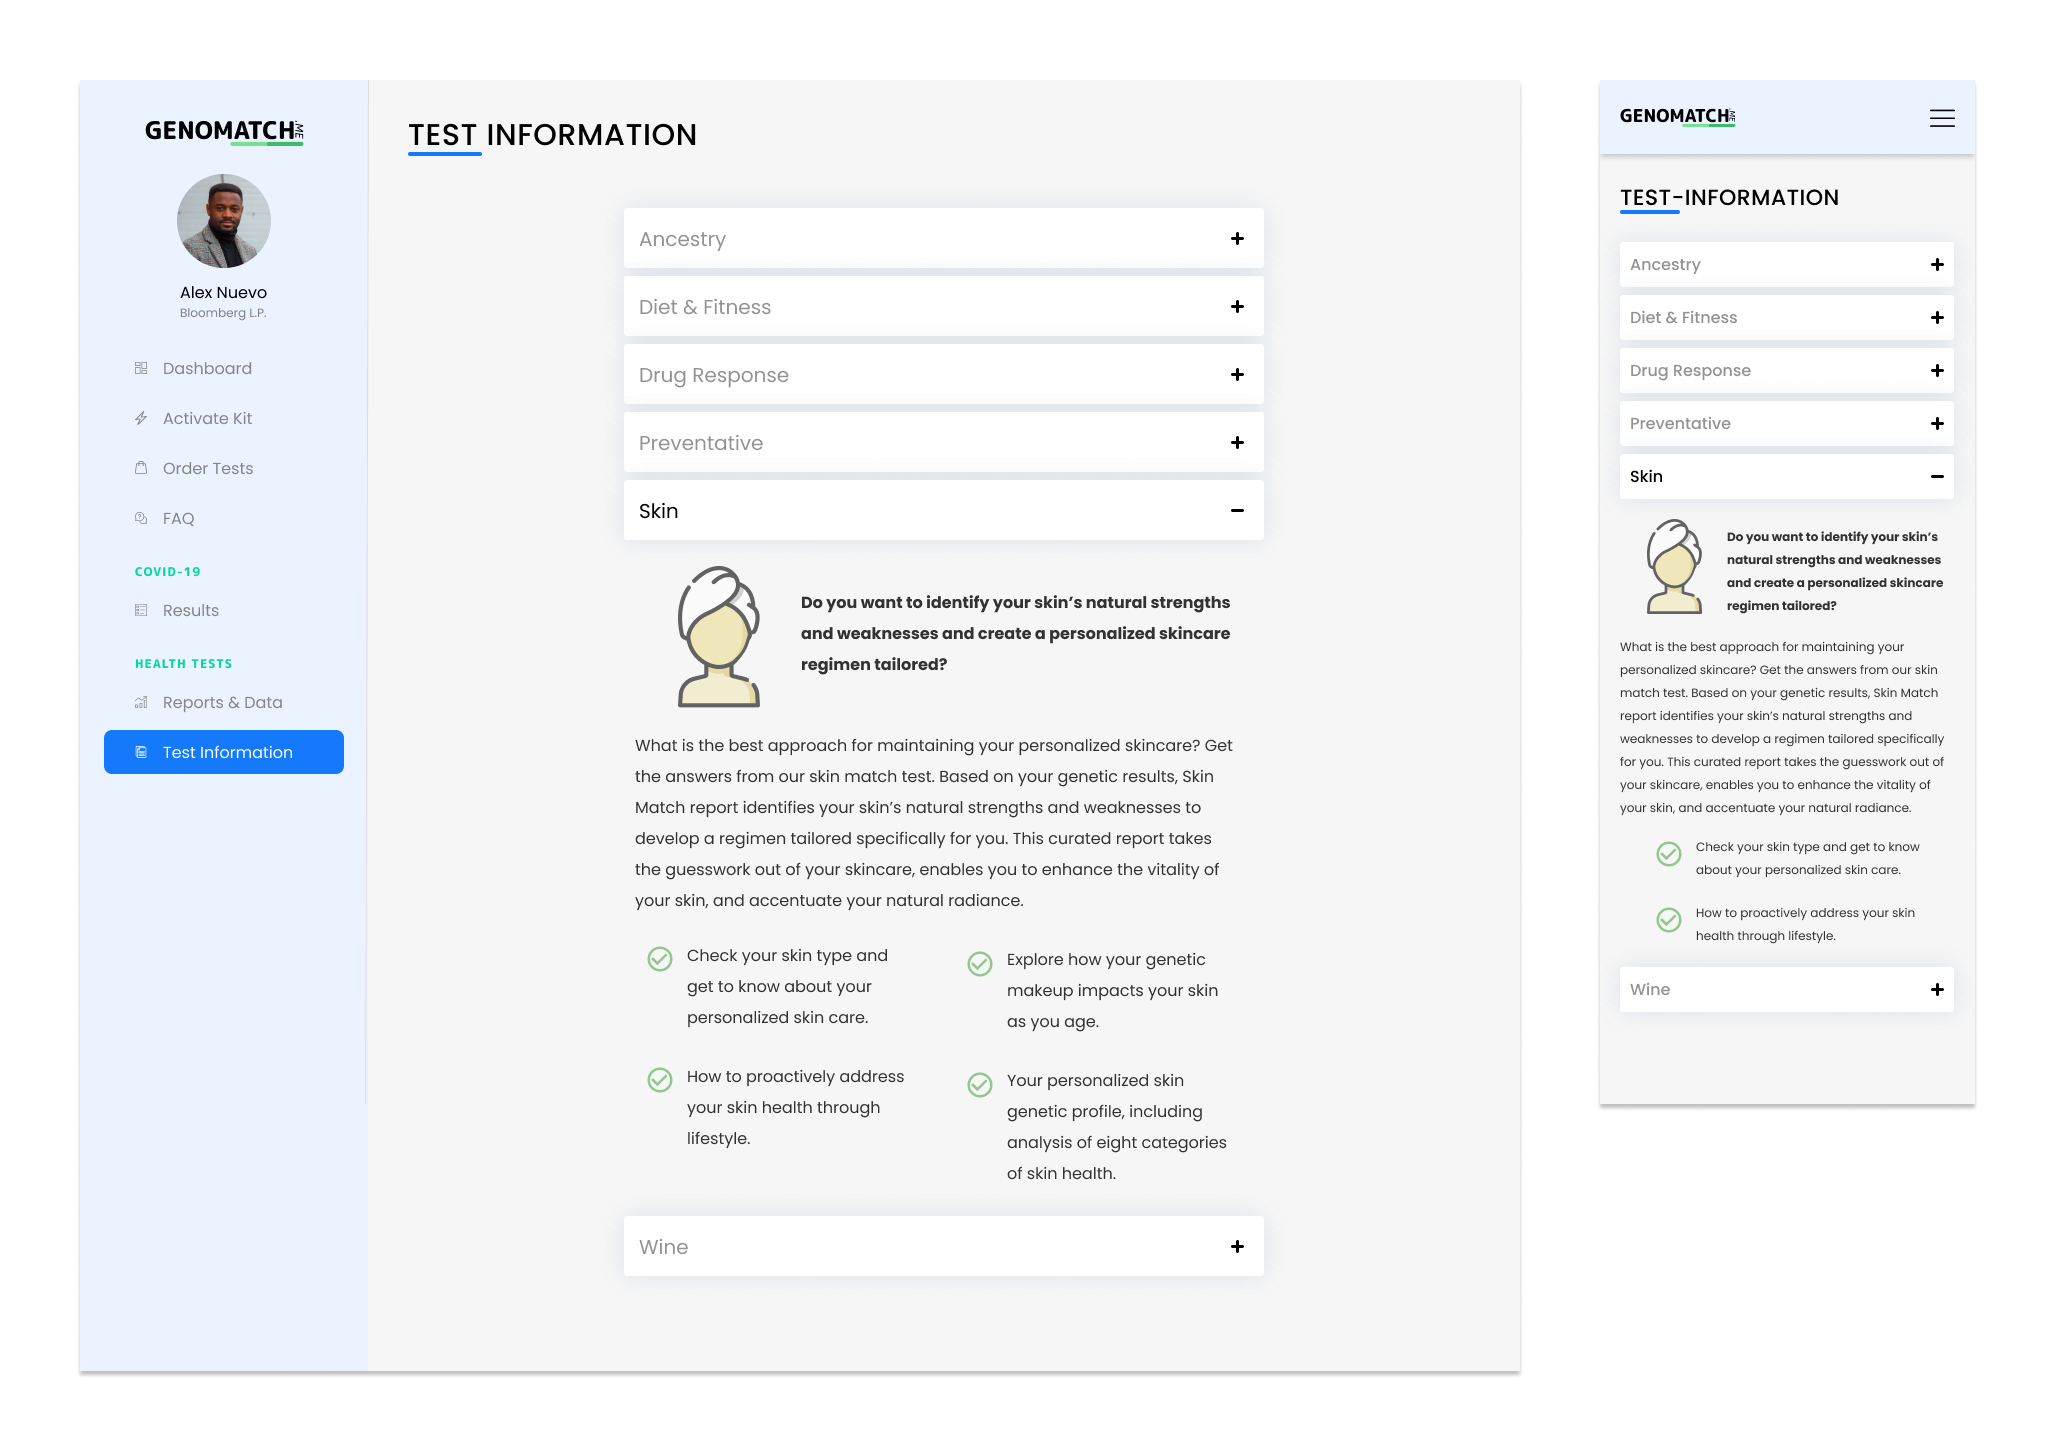 GENOMATCH.ME
Alex Nuevo
Bloomberg L.P.
Dashboard
Activate Kit
Order Tests
FAQ
COVID-19
Results
HEALTH TESTS
Reports & Data
Test Information
TEST INFORMATION
Ancestry
Diet & Fitness
Drug Response
Preventative
Skin
Do you want to identify your skin’s natural strengths
and weaknesses and create a personalized skincare
regimen tailored?
What is the best approach for maintaining your personalized skincare? Get
the answers from our skin match test. Based on your genetic results, Skin
Match report identifies your skin’s natural strengths and weaknesses to
develop a regimen tailored specifically for you. This curated report takes
the guesswork out of your skincare, enables you to enhance the vitality of
your skin, and accentuate your natural radiance.
Check your skin type and
get to know about your
personalized skin care.
How to proactively address
your skin health through
lifestyle.
Explore how your genetic
makeup impacts your skin
as you age.
Your personalized skin
genetic profile, including
analysis of eight categories
of skin health.
Wine
GENOMATCH.ME
TEST-INFORMATION
Ancestry
Diet & Fitness
Drug Response
Preventative
Skin
Do you want to identify your skin’s
natural strengths and weaknesses
and create a personalized skincare
regimen tailored?
What is the best approach for maintaining your
personalized skincare? Get the answers from our skin
match test. Based on your genetic results, Skin Match
report identifies your skin’s natural strengths and
weaknesses to develop a regimen tailored specifically
for you. This curated report takes the guesswork out of
your skincare, enables you to enhance the vitality of
your skin, and accentuate your natural radiance.
Check your skin type and get to know
about your personalized skin care.
How to proactively address your skin
health through lifestyle.
Wine